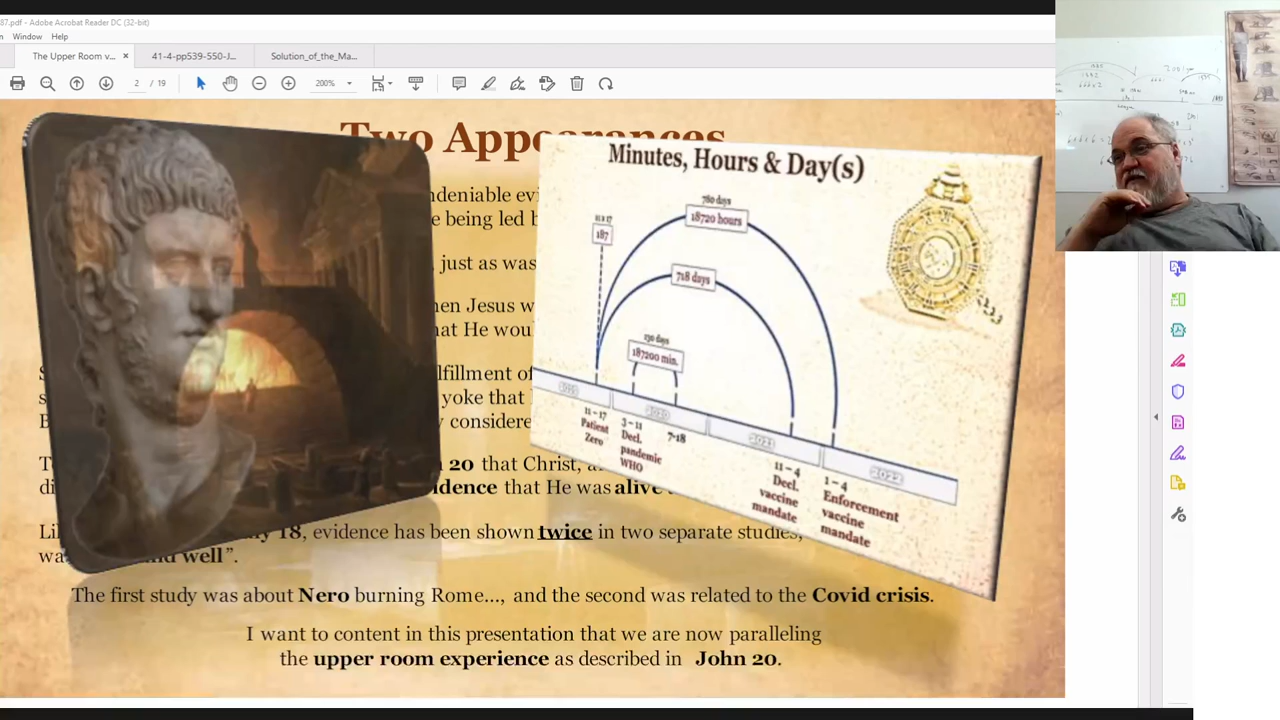 87.pdf - Adobe Acrobat Reader DC (32-bit)
Window Help
The Upper Room v... × 41-4-pp539-550-J... Solution_of_the_Ma...
2 / 19 200%
Two Appearances
ndeniable evi
e being led b
, just as was
hen Jesus w
hat He wou
lfillment of
yoke that
considere
20 that Christ, a
di idence that He was alive
Li y 18, evidence has been shown twice in two separate studies,
wa nd well”.
The first study was about Nero burning Rome..., and the second was related to the Covid crisis.
I want to content in this presentation that we are now paralleling
the upper room experience as described in John 20.
Minutes, Hours & Day(s)
780 days
18720 hours
187
718 days
130 days
187200 min.
2020
2021
2022
11 – 17
Patient
Zero
3 – 11
Decl.
pandemic
WHO
7-18
11 – 4
Decl.
vaccine
mandate
1 – 4
Enforcement
vaccine
mandate